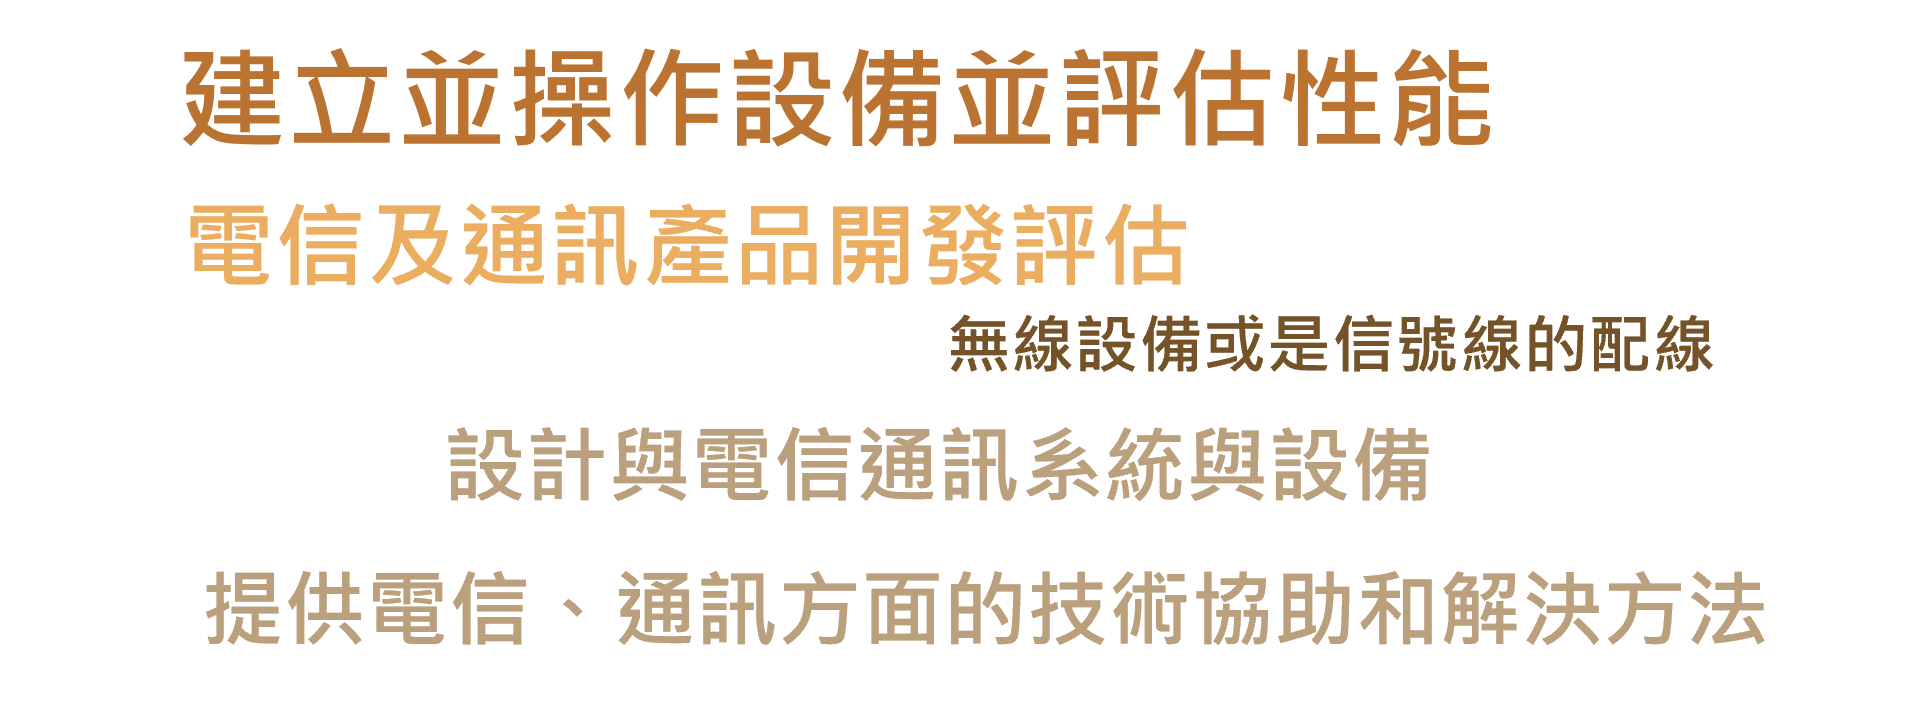 建立並操作設備並評估性能
電信及通訊產品開發評估
無線設備或是信號線的配線
設計與電信通訊系統與設備
提供電信、通訊方面的技術協助和解決方法